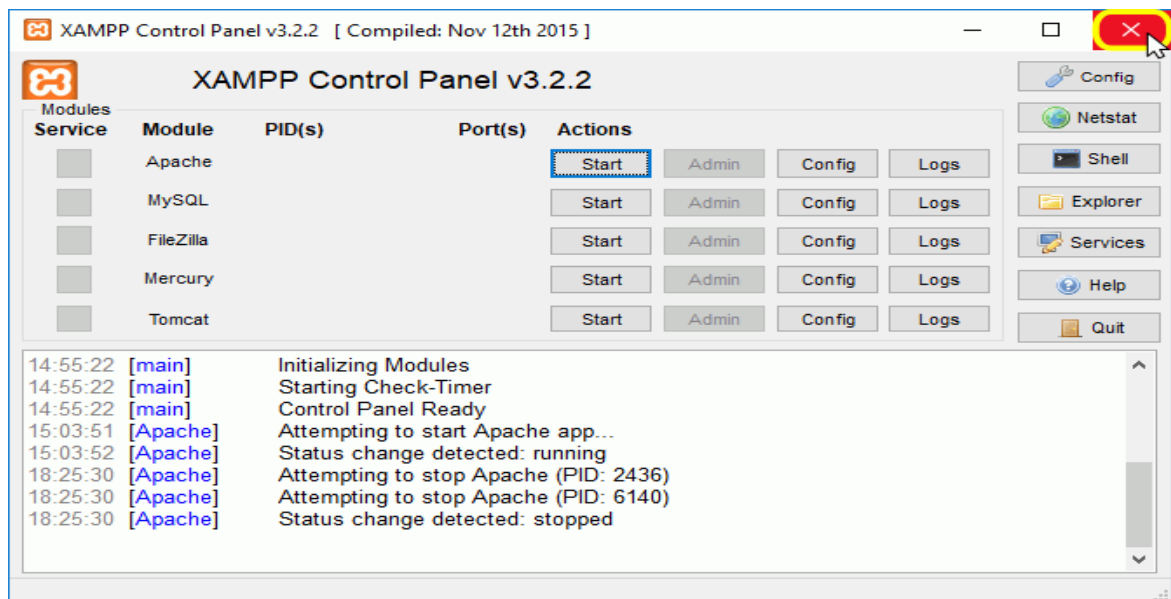 XAMPP Control Panel v3.2.2 [ Compiled: Nov 12th 2015 ]
XAMPP Control Panel v3.2.2
Config
Modules
Service Module PID(s) Port(s) Actions
Netstat
Apache Start Admin Config Logs
Shell
MySQL Start Admin Config Logs
Explorer
FileZilla Start Admin Config Logs
Services
Mercury Start Admin Config Logs
Help
Tomcat Start Admin Config Logs
Quit
14:55:22 [main] Initializing Modules
14:55:22 [main] Starting Check-Timer
14:55:22 [main] Control Panel Ready
15:03:51 [Apache] Attempting to start Apache app...
15:03:52 [Apache] Status change detected: running
18:25:30 [Apache] Attempting to stop Apache (PID: 2436)
18:25:30 [Apache] Attempting to stop Apache (PID: 6140)
18:25:30 [Apache] Status change detected: stopped